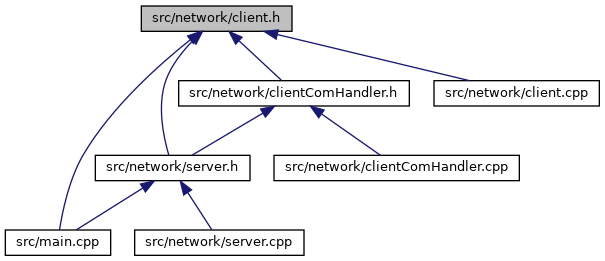 src/network/client.h
src/network/clientComHandler.h
src/network/client.cpp
src/network/server.h
src/network/clientComHandler.cpp
src/main.cpp
src/network/server.cpp